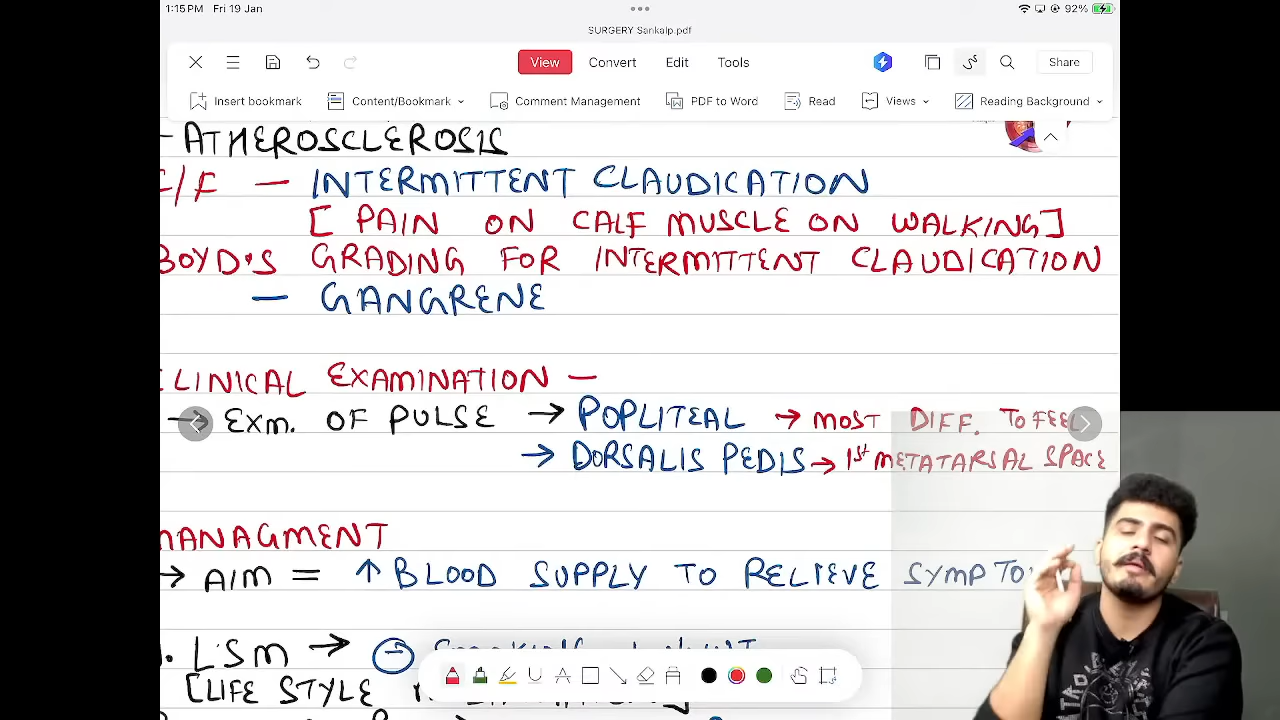 1:15 PM Fri 19 Jan
92%
SURGERY Sankalp.pdf
View Convert Edit Tools Share
Insert bookmark Content/Bookmark Comment Management PDF to Word Read Views Reading Background
- ATHEROSCLEROSIS
/F — INTERMITTENT CLAUDICATION
[ PAIN ON CALF MUSCLE ON WALKING]
BOYD'S GRADING FOR INTERMITTENT CLAUDICATION
— GANGRENE
CLINICAL EXAMINATION —
→ EXM. OF PULSE → POPLITEAL → MOST DIFF. TO FEEL
→ DORSALIS PEDIS → 1st METATARSAL SPACE
MANAGMENT
→ AIM = ↑ BLOOD SUPPLY TO RELIEVE SYMPTO
. LSM →
[LIFE STYLE